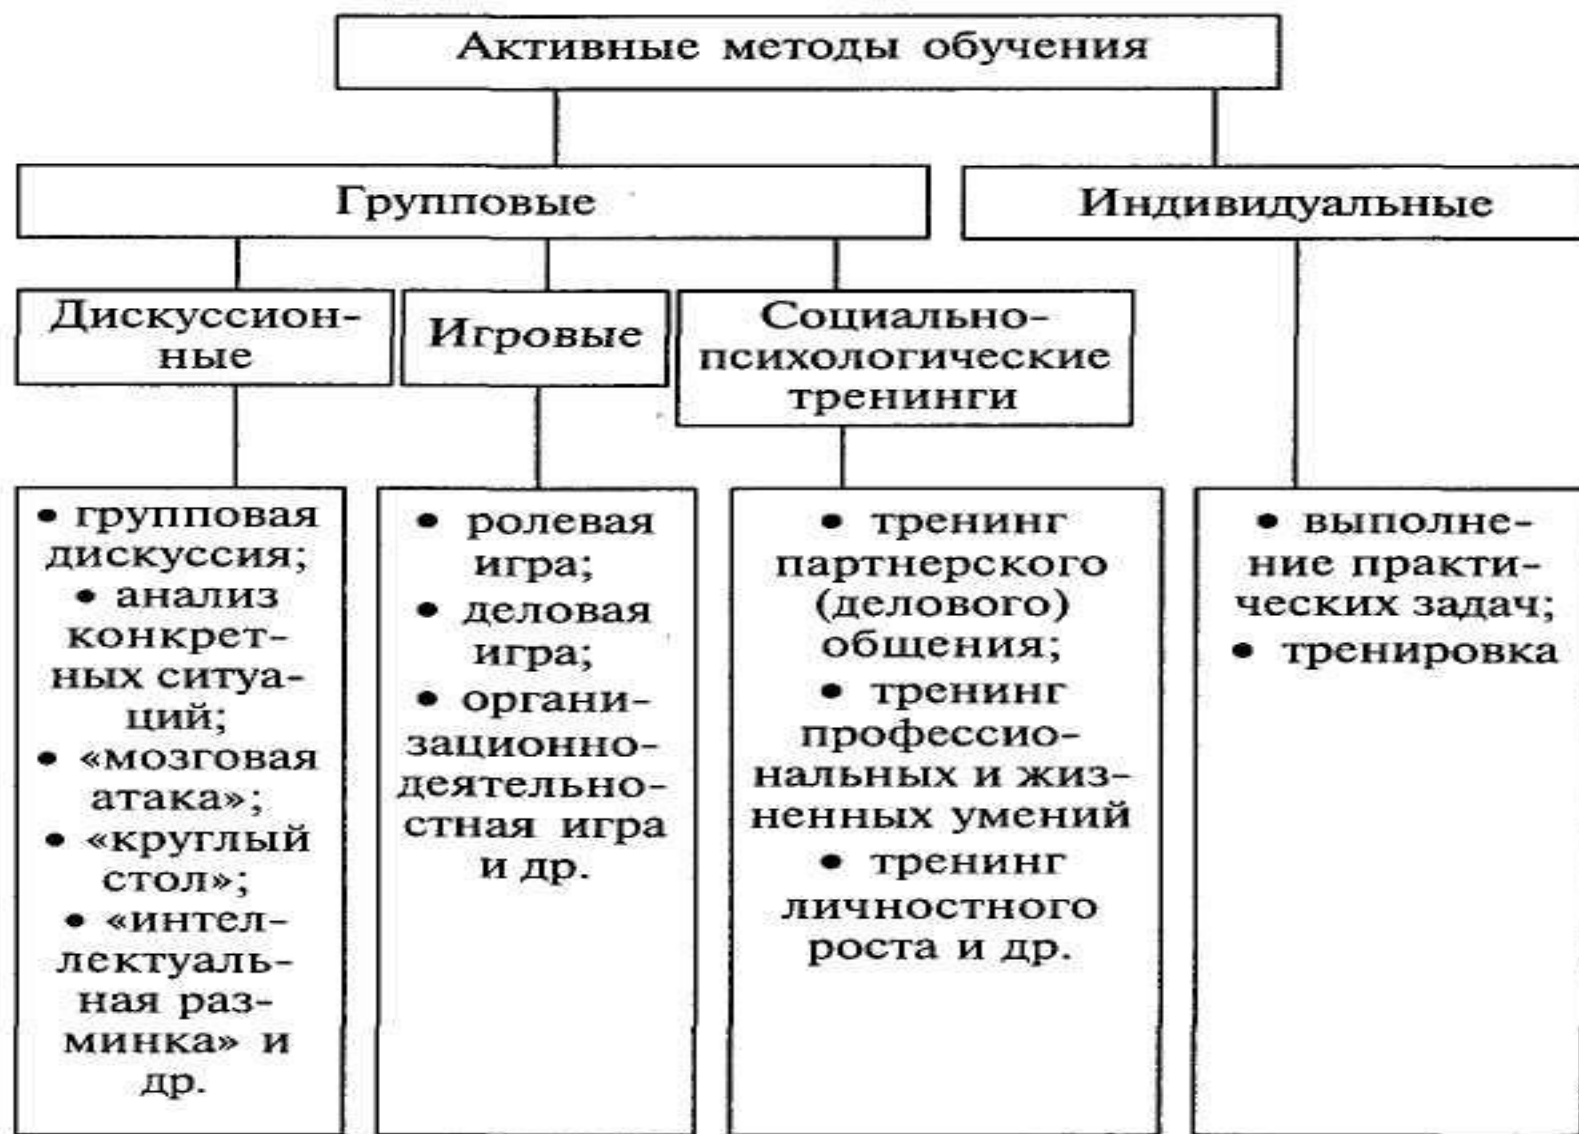 Активные методы обучения
Групповые
Индивидуальные
Дискуссион-
ные
Игровые
Социально-
психологические
тренинги
• групповая
дискуссия;
• анализ
конкрет-
ных ситуа-
ций;
• «мозговая
атака»;
• «круглый
стол»;
• «интел-
лектуаль-
ная раз-
минка» и
др.
• ролевая
игра;
• деловая
игра;
• органи-
зационно-
деятельно-
стная игра
и др.
• тренинг
партнерского
(делового)
общения;
• тренинг
профессио-
нальных и жиз-
ненных умений
• тренинг
личностного
роста и др.
• выполне-
ние практи-
ческих задач;
• тренировка